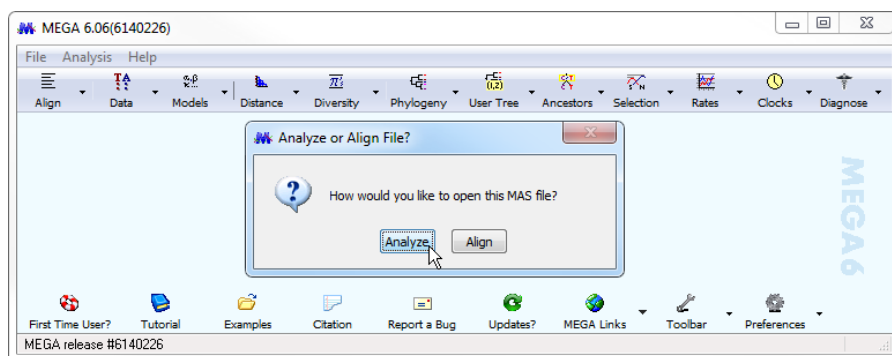 MEGA 6.06(6140226)
File Analysis Help
Align Data Models Distance Diversity Phylogeny User Tree Ancestors Selection Rates Clocks Diagnose
Analyze or Align File?
How would you like to open this MAS file?
Analyze Align
MEGA6
First Time User? Tutorial Examples Citation Report a Bug Updates? MEGA Links Toolbar Preferences
MEGA release #6140226